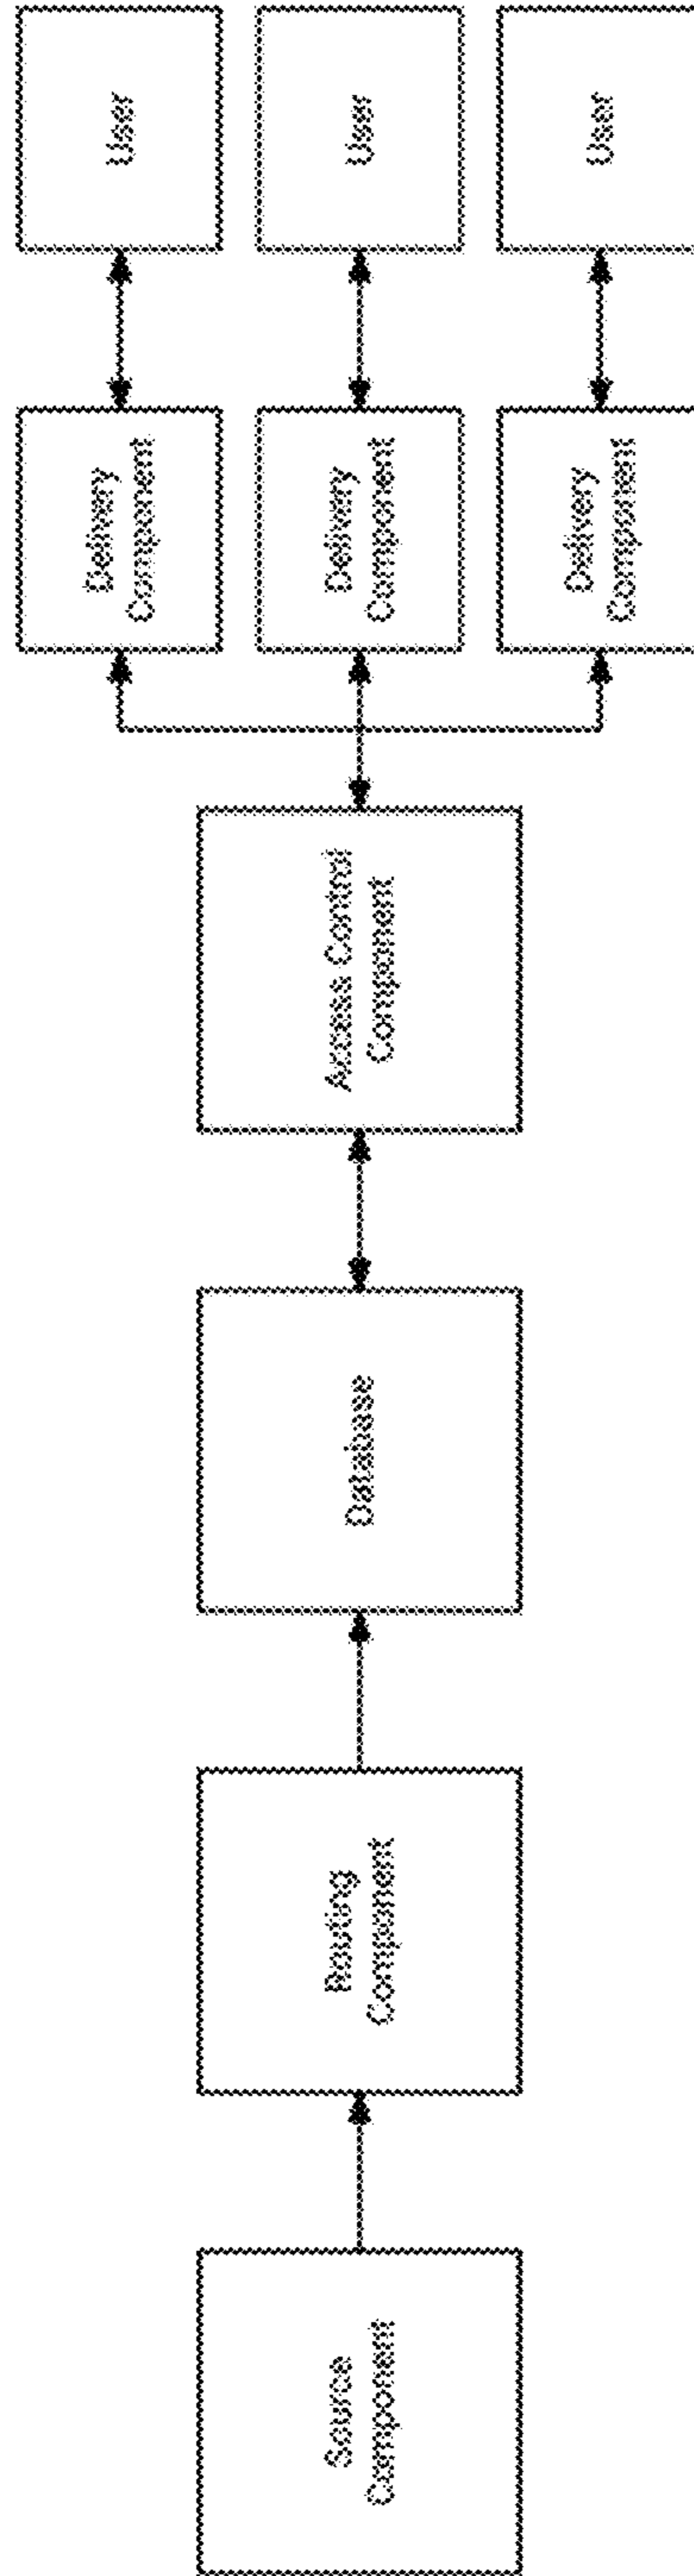 Source
Component
Routing
Component
Database
Access Control
Component
Delivery
Component
Delivery
Component
Delivery
Component
User
User
User